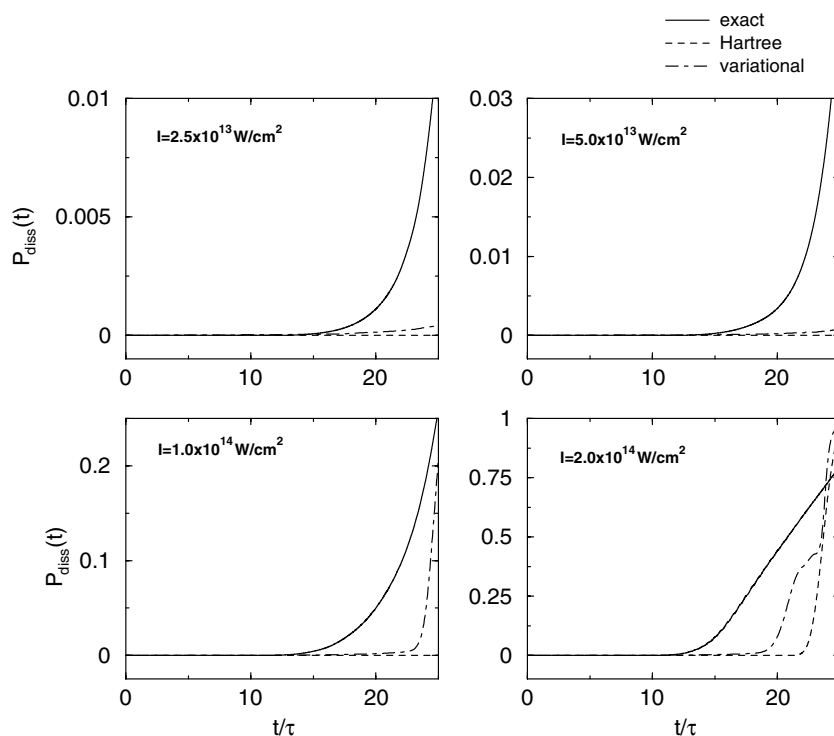 exact
Hartree
variational
0.01
0.005
0
P_diss(t)
I=2.5x10^13 W/cm^2
0 10 20
0.03
0.02
0.01
0
I=5.0x10^13 W/cm^2
0 10 20
0.2
0.1
0
P_diss(t)
I=1.0x10^14 W/cm^2
0 10 20
t/τ
1
0.75
0.5
0.25
0
I=2.0x10^14 W/cm^2
0 10 20
t/τ